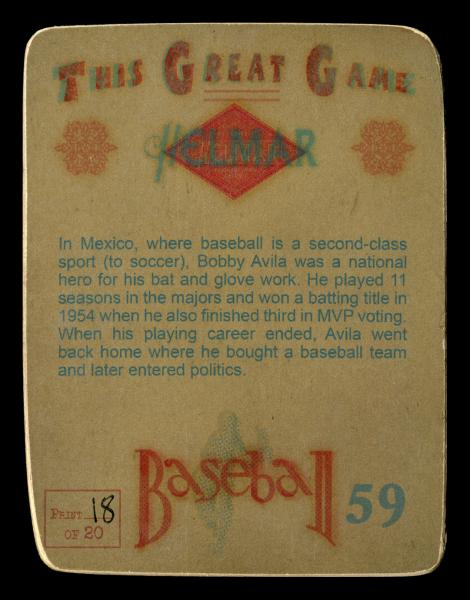 THIS GREAT GAME
HELMAR
In Mexico, where baseball is a second-class
sport (to soccer), Bobby Avila was a national
hero for his bat and glove work. He played 11
seasons in the majors and won a batting title in
1954 when he also finished third in MVP voting.
When his playing career ended, Avila went
back home where he bought a baseball team
and later entered politics.
Baseball 59
PRINT 18
OF 20